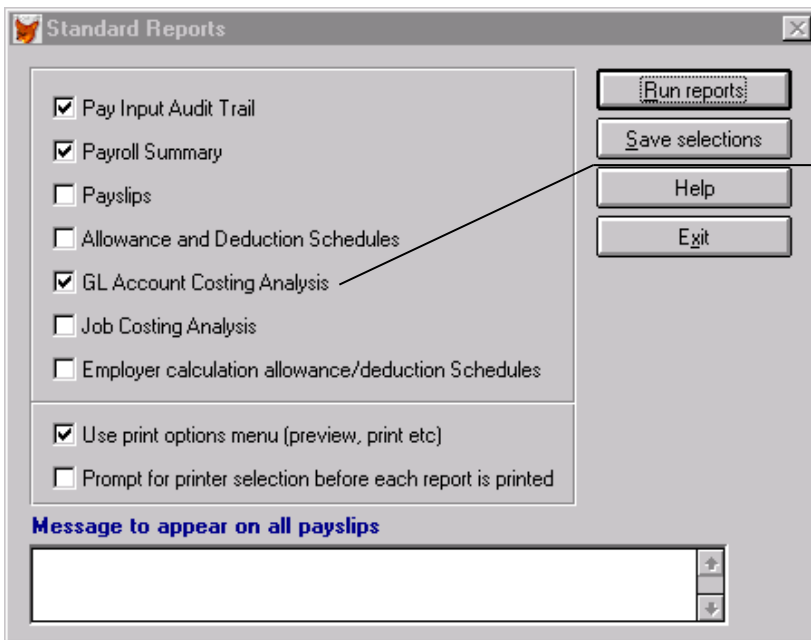 Standard Reports
Pay Input Audit Trail
Payroll Summary
Payslips
Allowance and Deduction Schedules
GL Account Costing Analysis
Job Costing Analysis
Employer calculation allowance/deduction Schedules
Use print options menu (preview, print etc)
Prompt for printer selection before each report is printed
Message to appear on all payslips
Run reports
Save selections
Help
Exit